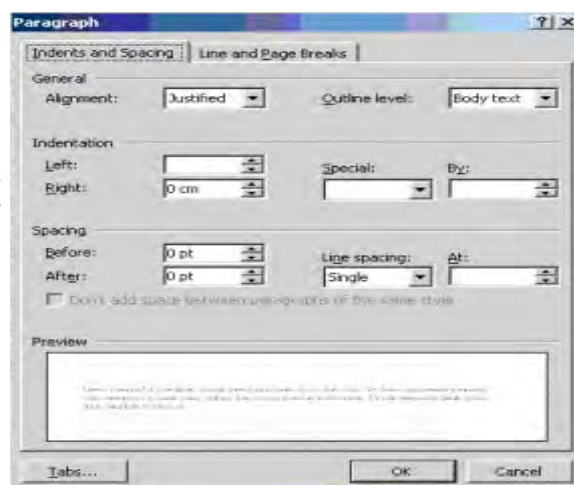 Paragraph
Indents and Spacing Line and Page Breaks
General
Alignment: Justified Outline level: Body text
Indentation
Left: Special: By:
Right: 0 cm
Spacing
Before: 0 pt Line spacing: At:
After: 0 pt Single
Don't add space between paragraphs of the same style
Preview
Tabs... OK Cancel